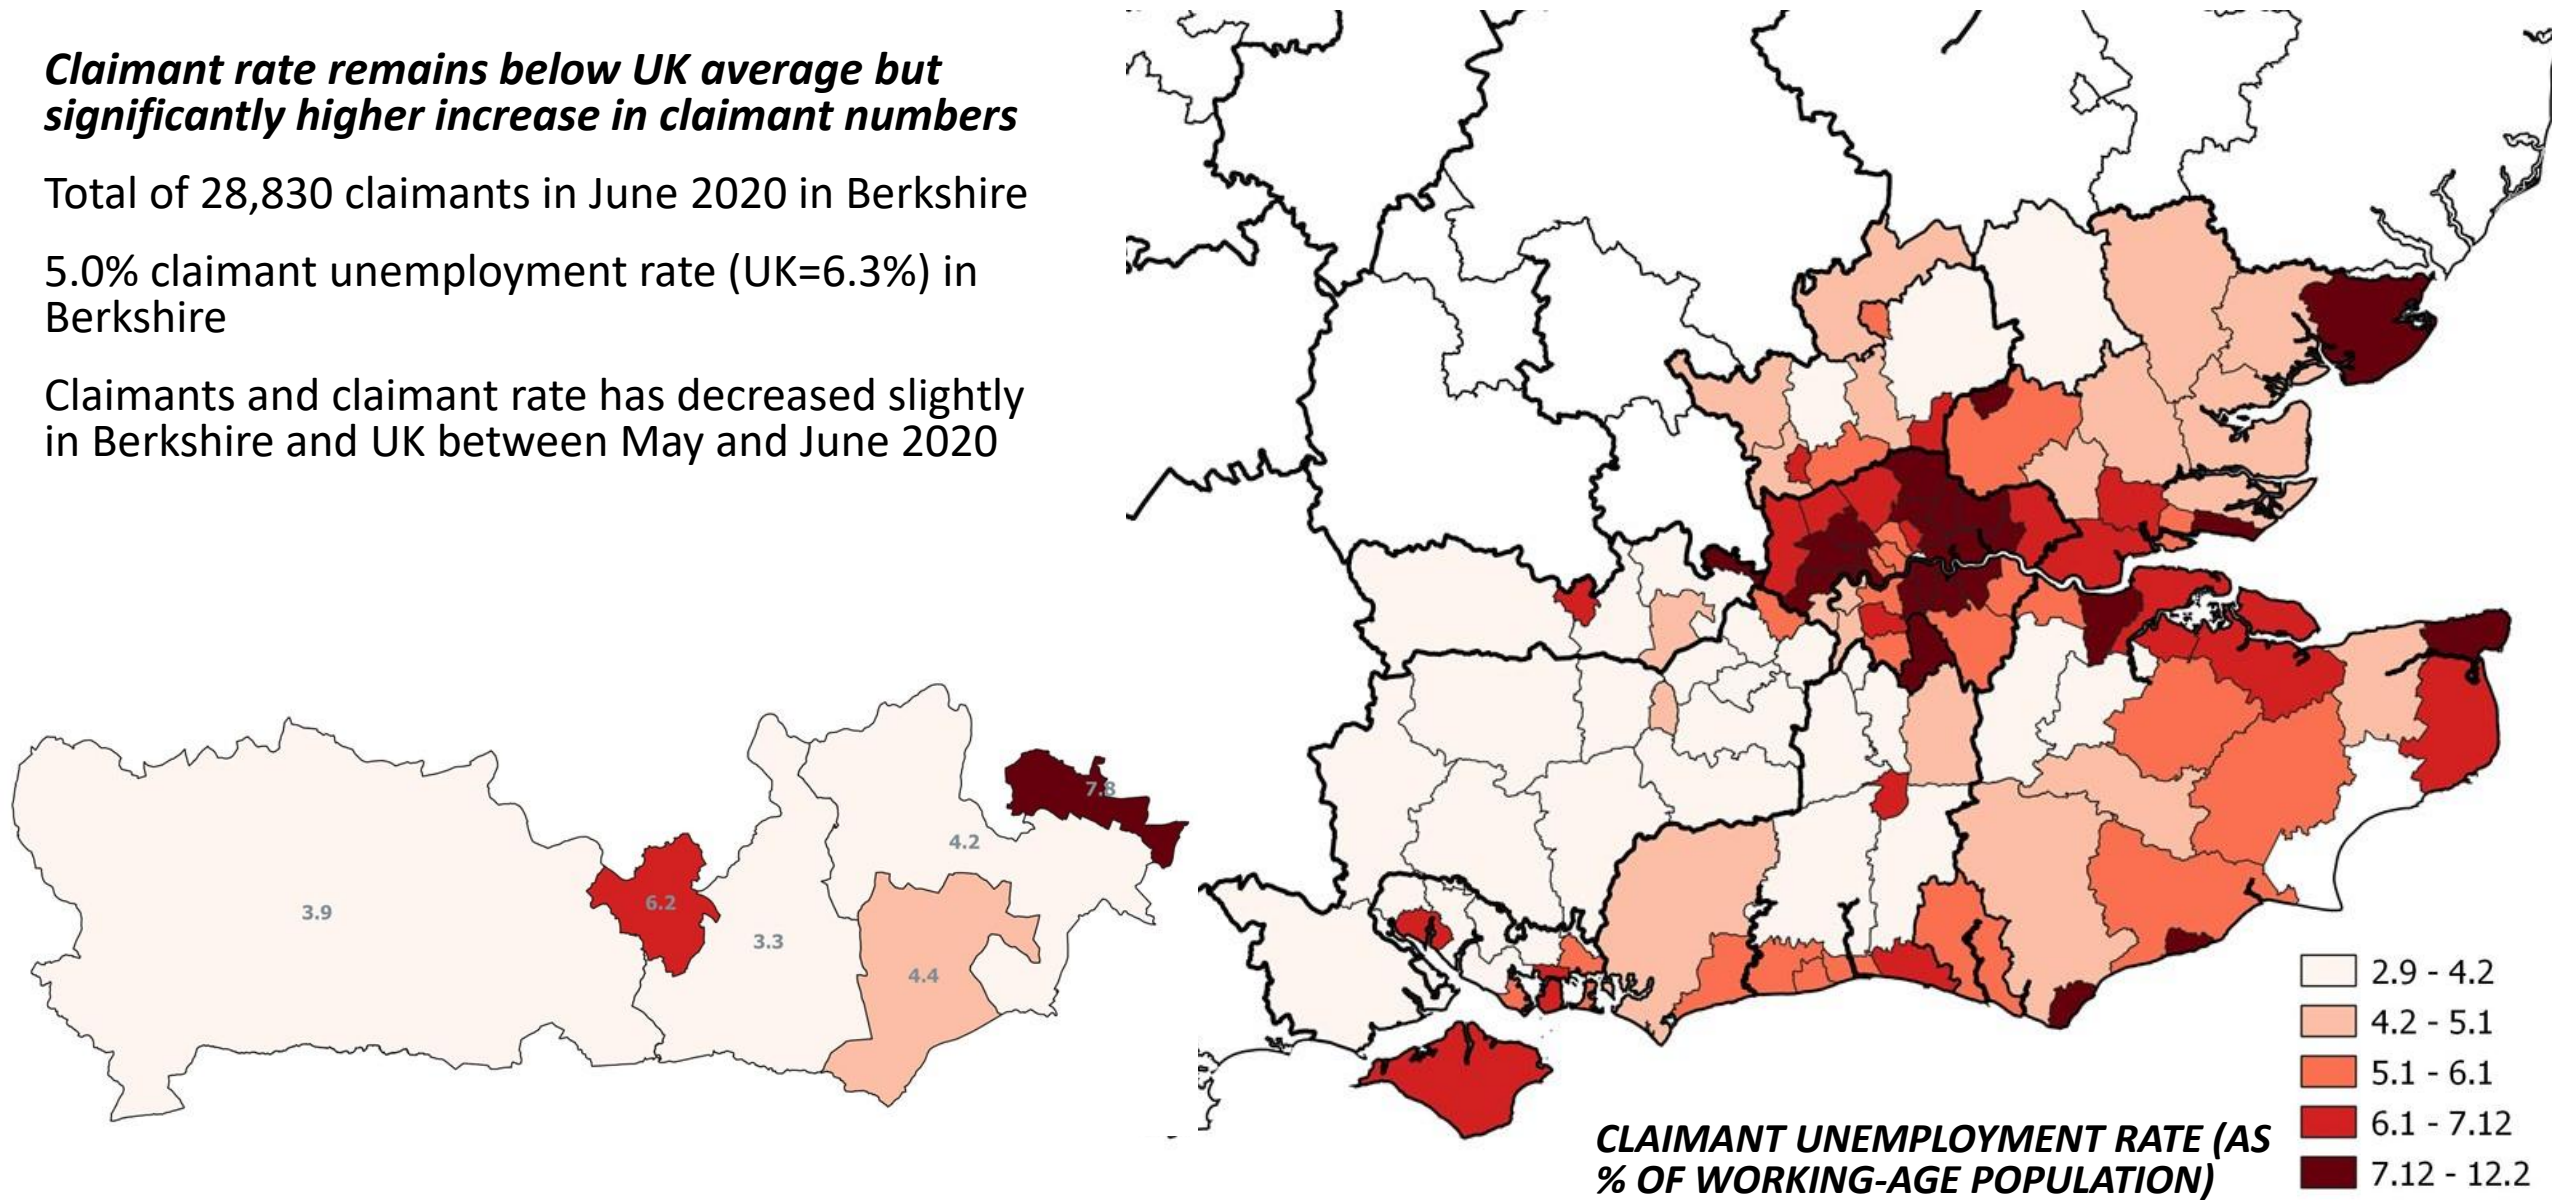 Claimant rate remains below UK average but
significantly higher increase in claimant numbers
Total of 28,830 claimants in June 2020 in Berkshire
5.0% claimant unemployment rate (UK=6.3%) in
Berkshire
Claimants and claimant rate has decreased slightly
in Berkshire and UK between May and June 2020
7.8
4.2
6.2
3.9
3.3
4.4
2.9 - 4.2
4.2 - 5.1
5.1 - 6.1
6.1 - 7.12
7.12 - 12.2
CLAIMANT UNEMPLOYMENT RATE (AS
% OF WORKING-AGE POPULATION)